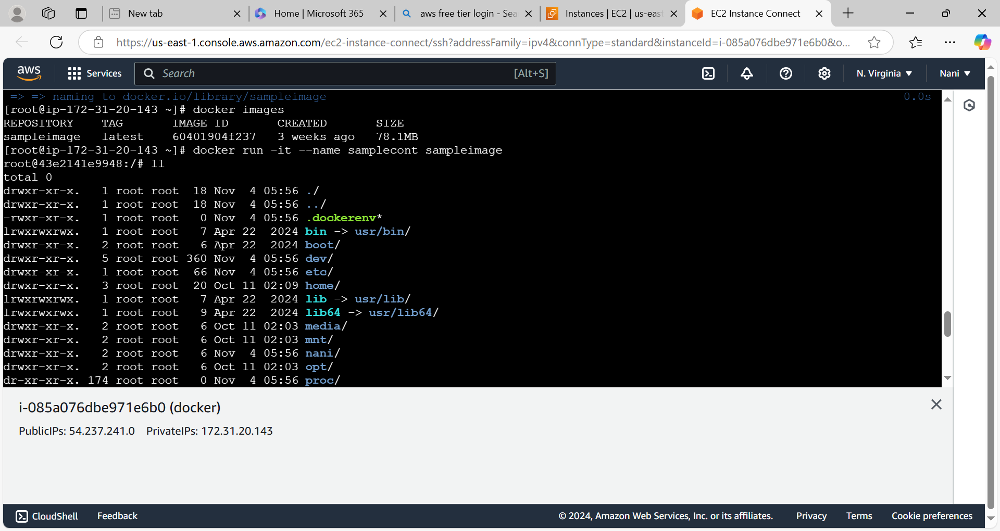 New tab
Home | Microsoft 365
aws free tier login - Sea
Instances | EC2 | us-east
EC2 Instance Connect
https://us-east-1.console.aws.amazon.com/ec2-instance-connect/ssh?addressFamily=ipv4&connType=standard&instanceId=i-085a076dbe971e6b0&o...
aws Services Search [Alt+S] N. Virginia ▼ Nani ▼
=> => naming to docker.io/library/sampleimage 0.0s
[root@ip-172-31-20-143 ~]# docker images
REPOSITORY TAG IMAGE ID CREATED SIZE
sampleimage latest 60401904f237 3 weeks ago 78.1MB
[root@ip-172-31-20-143 ~]# docker run -it --name samplecont sampleimage
root@43e2141e9948:/# ll
total 0
drwxr-xr-x. 1 root root 18 Nov 4 05:56 ./
drwxr-xr-x. 1 root root 18 Nov 4 05:56 ../
-rwxr-xr-x. 1 root root 0 Nov 4 05:56 .dockerenv*
lrwxrwxrwx. 1 root root 7 Apr 22 2024 bin -> usr/bin/
drwxr-xr-x. 2 root root 6 Apr 22 2024 boot/
drwxr-xr-x. 5 root root 360 Nov 4 05:56 dev/
drwxr-xr-x. 1 root root 66 Nov 4 05:56 etc/
drwxr-xr-x. 3 root root 20 Oct 11 02:09 home/
lrwxrwxrwx. 1 root root 7 Apr 22 2024 lib -> usr/lib/
lrwxrwxrwx. 1 root root 9 Apr 22 2024 lib64 -> usr/lib64/
drwxr-xr-x. 2 root root 6 Oct 11 02:03 media/
drwxr-xr-x. 2 root root 6 Oct 11 02:03 mnt/
drwxr-xr-x. 2 root root 6 Nov 4 05:56 nani/
drwxr-xr-x. 2 root root 6 Oct 11 02:03 opt/
dr-xr-xr-x. 174 root root 0 Nov 4 05:56 proc/
i-085a076dbe971e6b0 (docker)
PublicIPs: 54.237.241.0 PrivateIPs: 172.31.20.143
CloudShell Feedback © 2024, Amazon Web Services, Inc. or its affiliates. Privacy Terms Cookie preferences